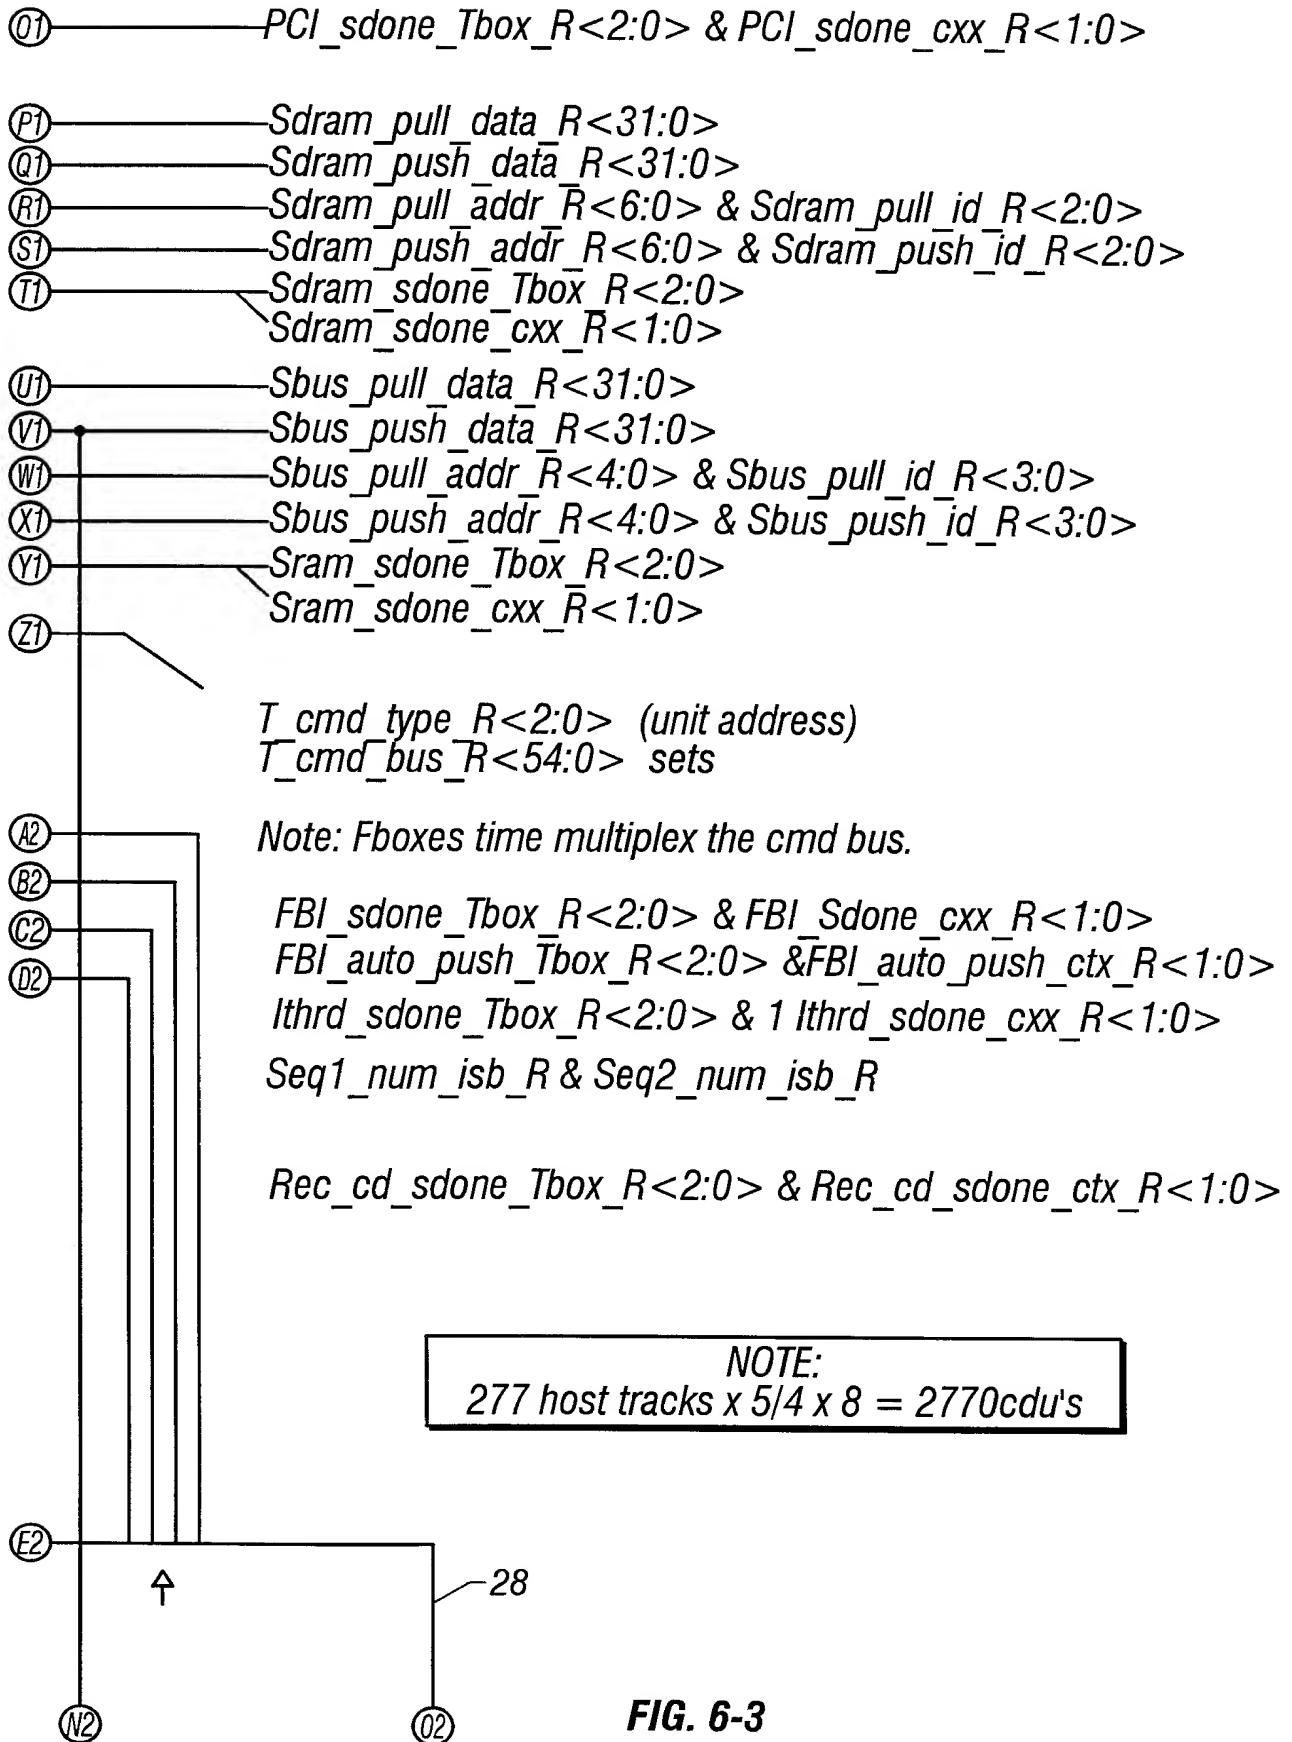 O1 PCI_sdone_Tbox_R<2:0> & PCI_sdone_cxx_R<1:0>
P1 Sdram_pull_data_R<31:0>
Q1 Sdram_push_data_R<31:0>
R1 Sdram_pull_addr_R<6:0> & Sdram_pull_id_R<2:0>
S1 Sdram_push_addr_R<6:0> & Sdram_push_id_R<2:0>
T1 Sdram_sdone_Tbox_R<2:0>
Sdram_sdone_cxx_R<1:0>
U1 Sbus_pull_data_R<31:0>
V1 Sbus_push_data_R<31:0>
W1 Sbus_pull_addr_R<4:0> & Sbus_pull_id_R<3:0>
X1 Sbus_push_addr_R<4:0> & Sbus_push_id_R<3:0>
Y1 Sram_sdone_Tbox_R<2:0>
Sram_sdone_cxx_R<1:0>
Z1
T_cmd_type_R<2:0> (unit address)
T_cmd_bus_R<54:0> sets
A2 Note: Fboxes time multiplex the cmd bus.
B2
FBI_sdone_Tbox_R<2:0> & FBI_Sdone_cxx_R<1:0>
C2
FBI_auto_push_Tbox_R<2:0> &FBI_auto_push_ctx_R<1:0>
D2
Ithrd_sdone_Tbox_R<2:0> & 1 Ithrd_sdone_cxx_R<1:0>
Seq1_num_isb_R & Seq2_num_isb_R
Rec_cd_sdone_Tbox_R<2:0> & Rec_cd_sdone_ctx_R<1:0>
NOTE:
277 host tracks x 5/4 x 8 = 2770cdu's
E2
28
N2 O2
FIG. 6-3